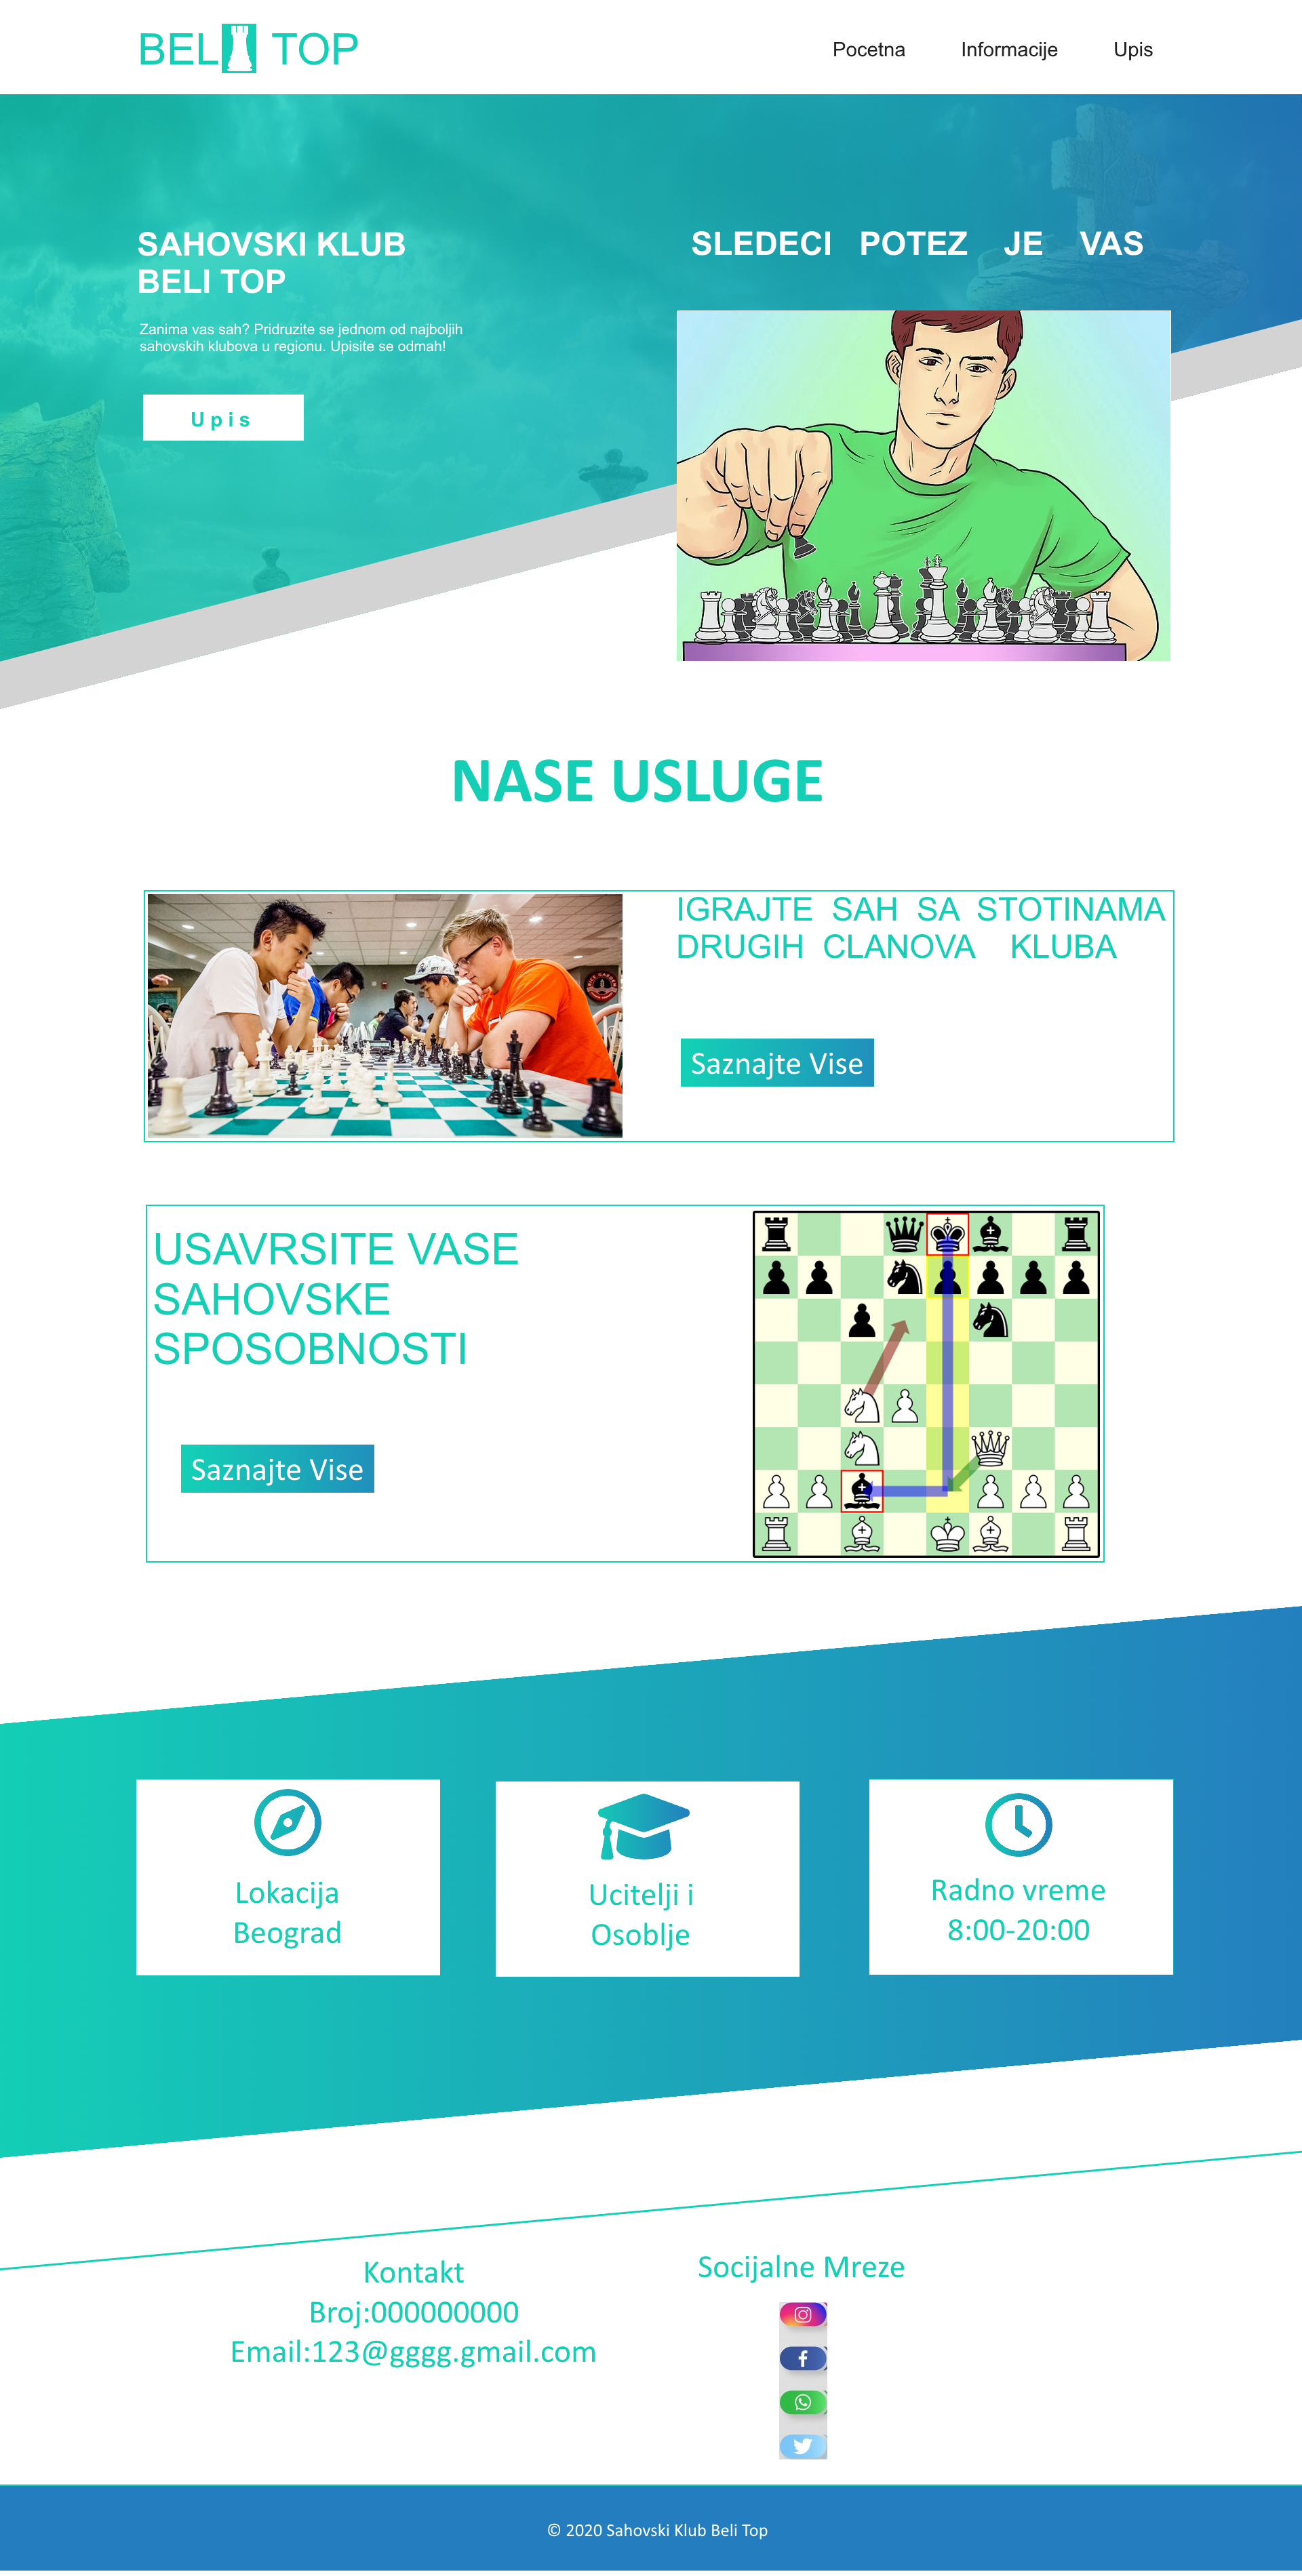 BELI TOP
Pocetna Informacije Upis
SAHOVSKI KLUB
BELI TOP
Zanima vas sah? Pridruzite se jednom od najboljih
sahovskih klubova u regionu. Upisite se odmah!
Upis
SLEDECI POTEZ JE VAS
NASE USLUGE
IGRAJTE SAH SA STOTINAMA
DRUGIH CLANOVA KLUBA
Saznajte Vise
USAVRSITE VASE
SAHOVSKE
SPOSOBNOSTI
Saznajte Vise
Lokacija
Beograd
Ucitelji i
Osoblje
Radno vreme
8:00-20:00
Kontakt
Broj:000000000
Email:123@gggg.gmail.com
Socijalne Mreze
© 2020 Sahovski Klub Beli Top